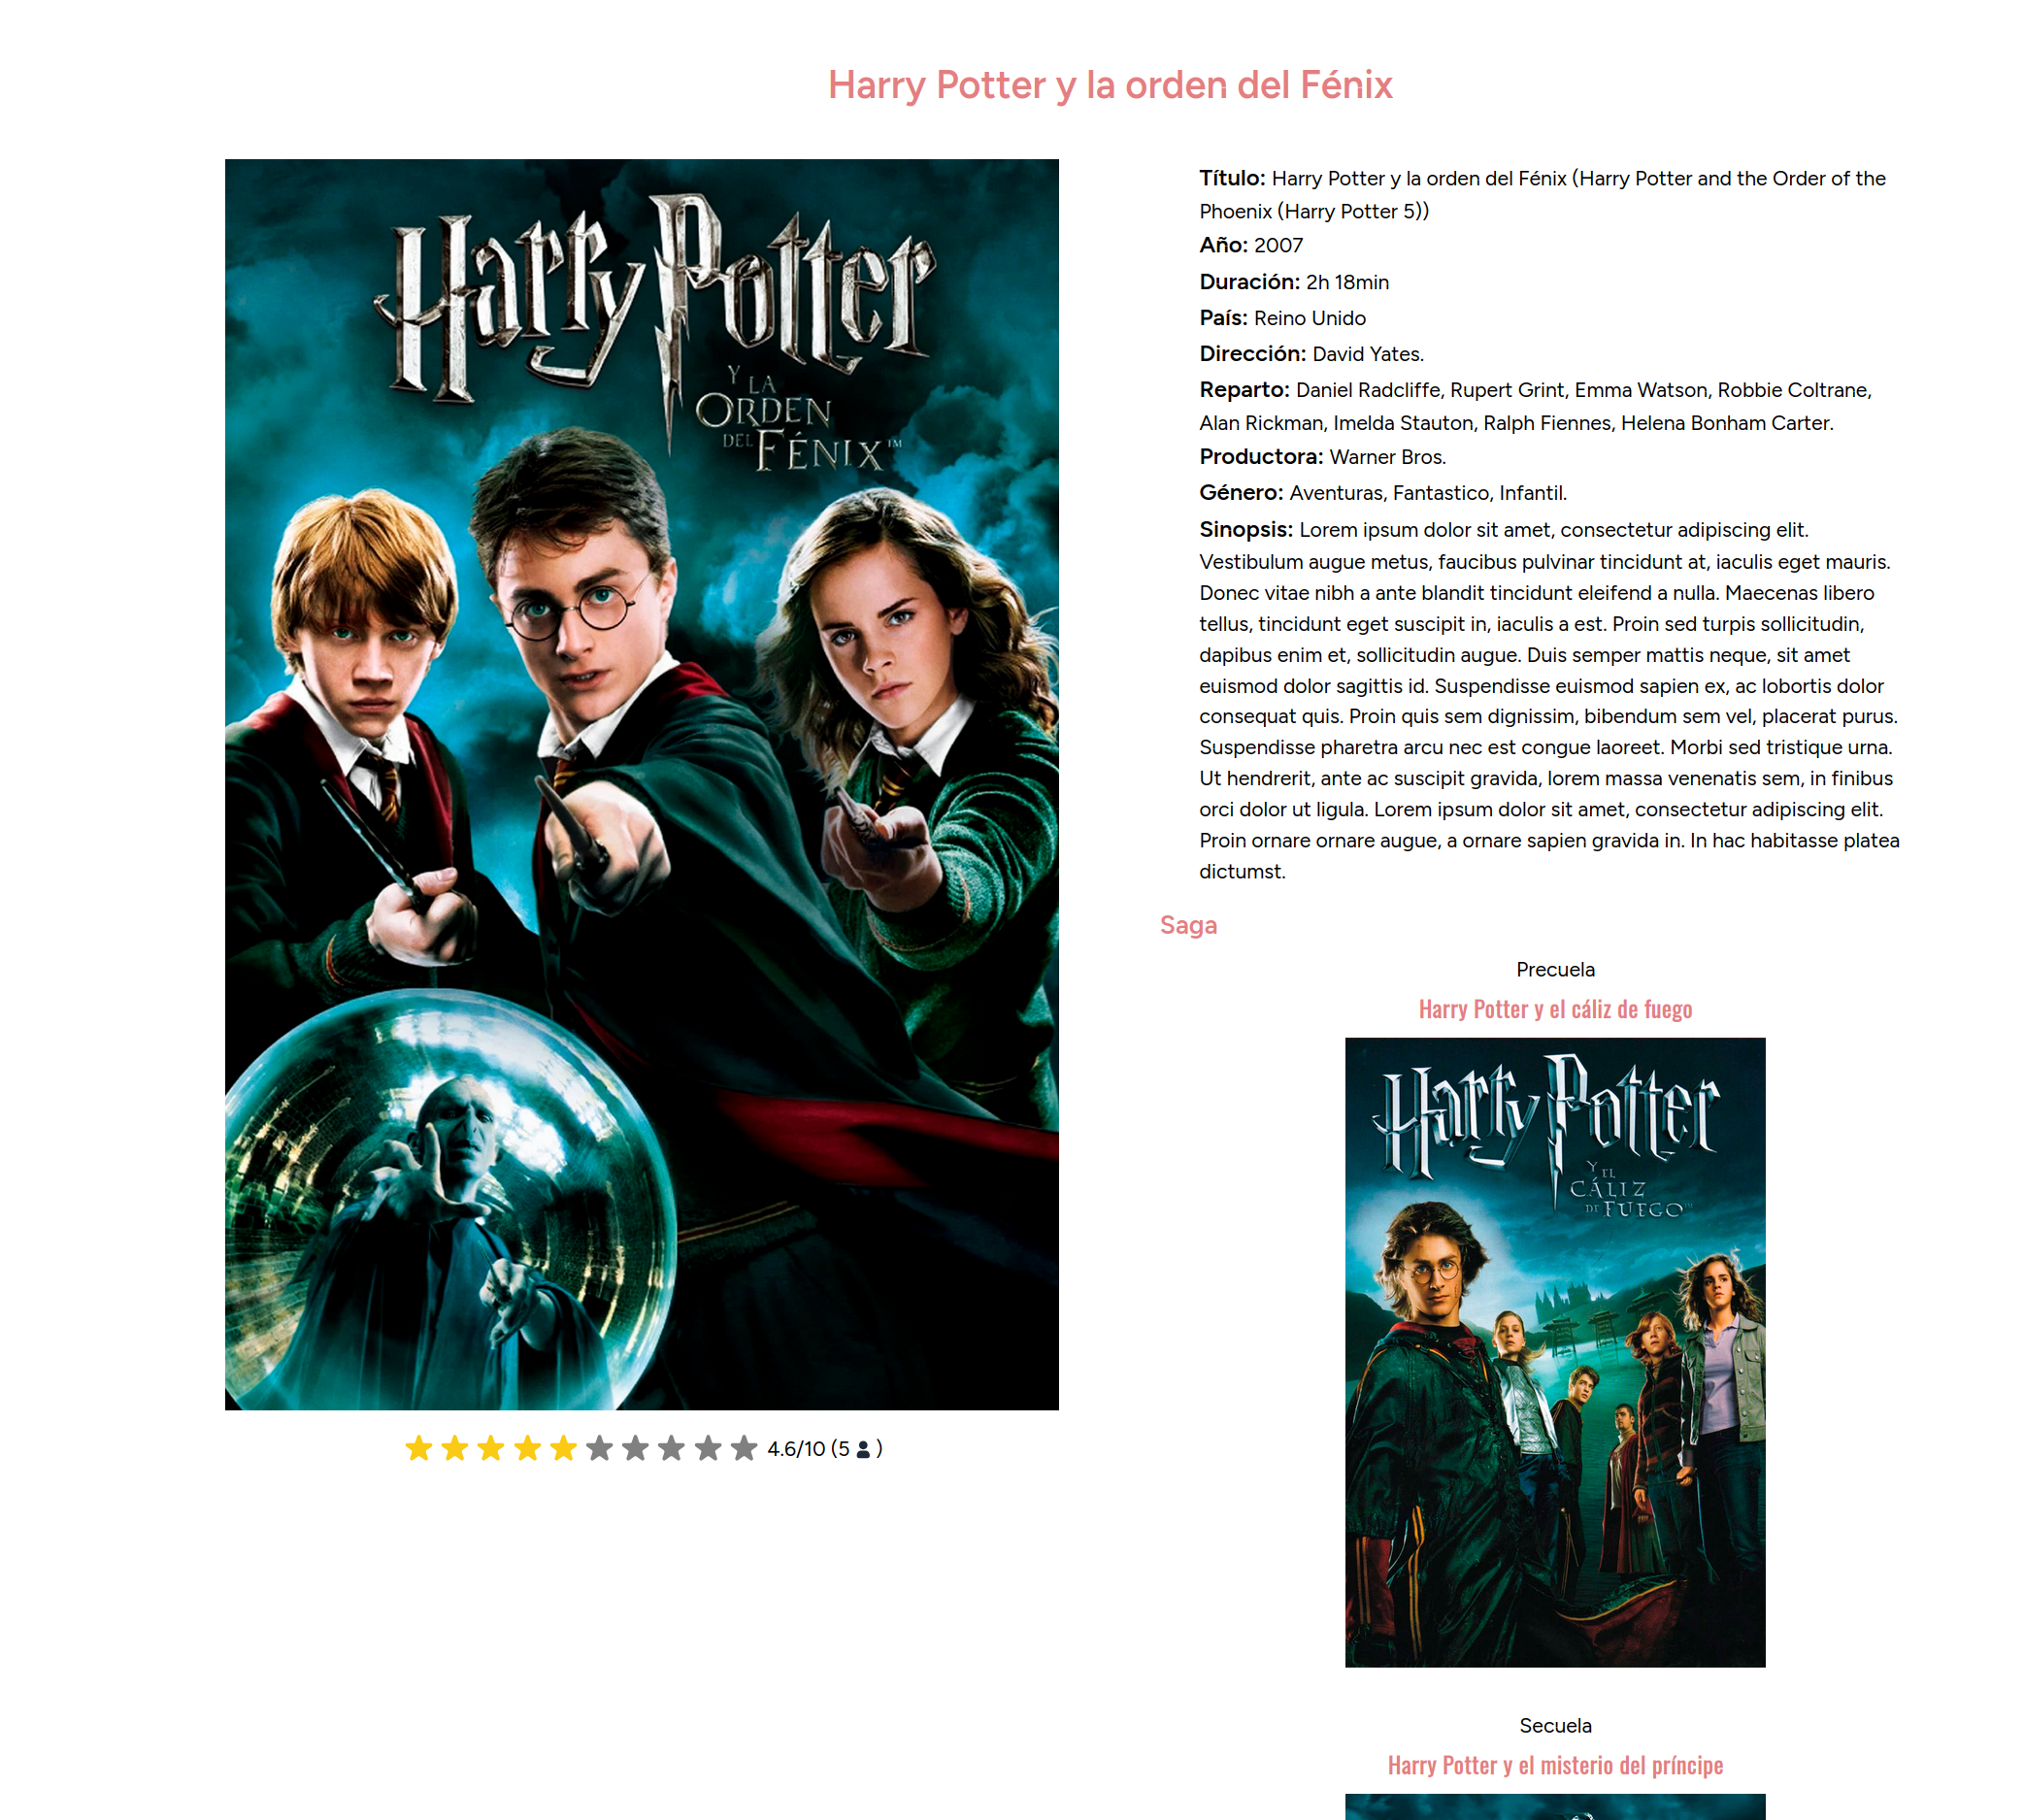 Harry Potter y la orden del Fénix
Harry Potter
Y LA
ORDEN
DEL FÉNIX™
4.6/10 (5 )
Título: Harry Potter y la orden del Fénix (Harry Potter and the Order of the
Phoenix (Harry Potter 5))
Año: 2007
Duración: 2h 18min
País: Reino Unido
Dirección: David Yates.
Reparto: Daniel Radcliffe, Rupert Grint, Emma Watson, Robbie Coltrane,
Alan Rickman, Imelda Stauton, Ralph Fiennes, Helena Bonham Carter.
Productora: Warner Bros.
Género: Aventuras, Fantastico, Infantil.
Sinopsis: Lorem ipsum dolor sit amet, consectetur adipiscing elit.
Vestibulum augue metus, faucibus pulvinar tincidunt at, iaculis eget mauris.
Donec vitae nibh a ante blandit tincidunt eleifend a nulla. Maecenas libero
tellus, tincidunt eget suscipit in, iaculis a est. Proin sed turpis sollicitudin,
dapibus enim et, sollicitudin augue. Duis semper mattis neque, sit amet
euismod dolor sagittis id. Suspendisse euismod sapien ex, ac lobortis dolor
consequat quis. Proin quis sem dignissim, bibendum sem vel, placerat purus.
Suspendisse pharetra arcu nec est congue laoreet. Morbi sed tristique urna.
Ut hendrerit, ante ac suscipit gravida, lorem massa venenatis sem, in finibus
orci dolor ut ligula. Lorem ipsum dolor sit amet, consectetur adipiscing elit.
Proin ornare ornare augue, a ornare sapien gravida in. In hac habitasse platea
dictumst.
Saga
Precuela
Harry Potter y el cáliz de fuego
Harry Potter
Y EL
CÁLIZ
DE FUEGO™
Secuela
Harry Potter y el misterio del príncipe